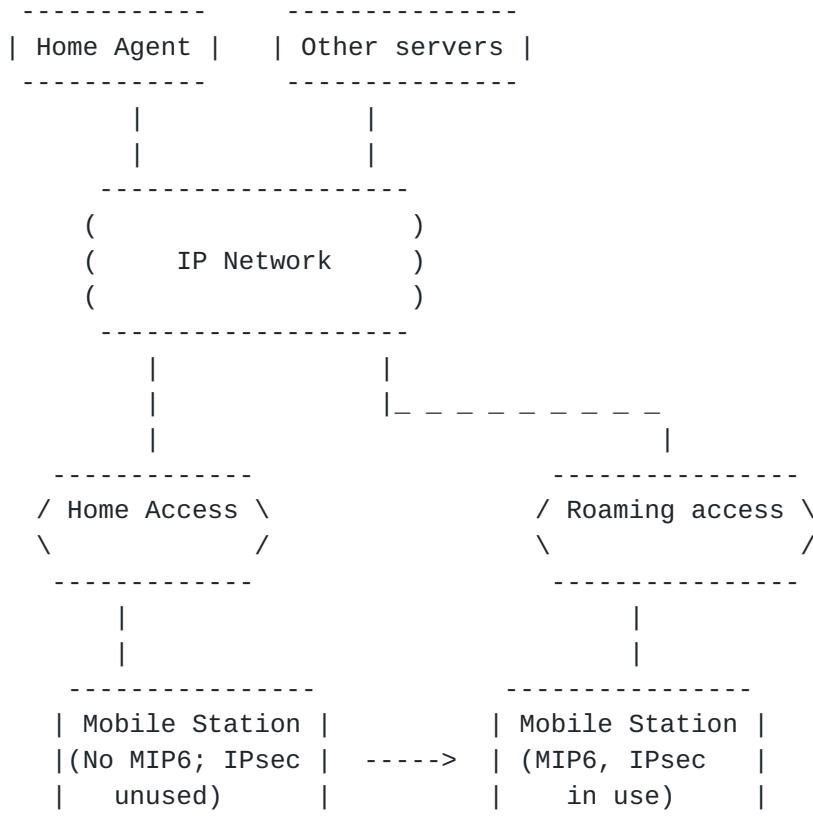 Home Agent Other servers
IP Network
Home Access Roaming access
Mobile Station Mobile Station
(No MIP6; IPsec -----> (MIP6, IPsec
unused) in use)